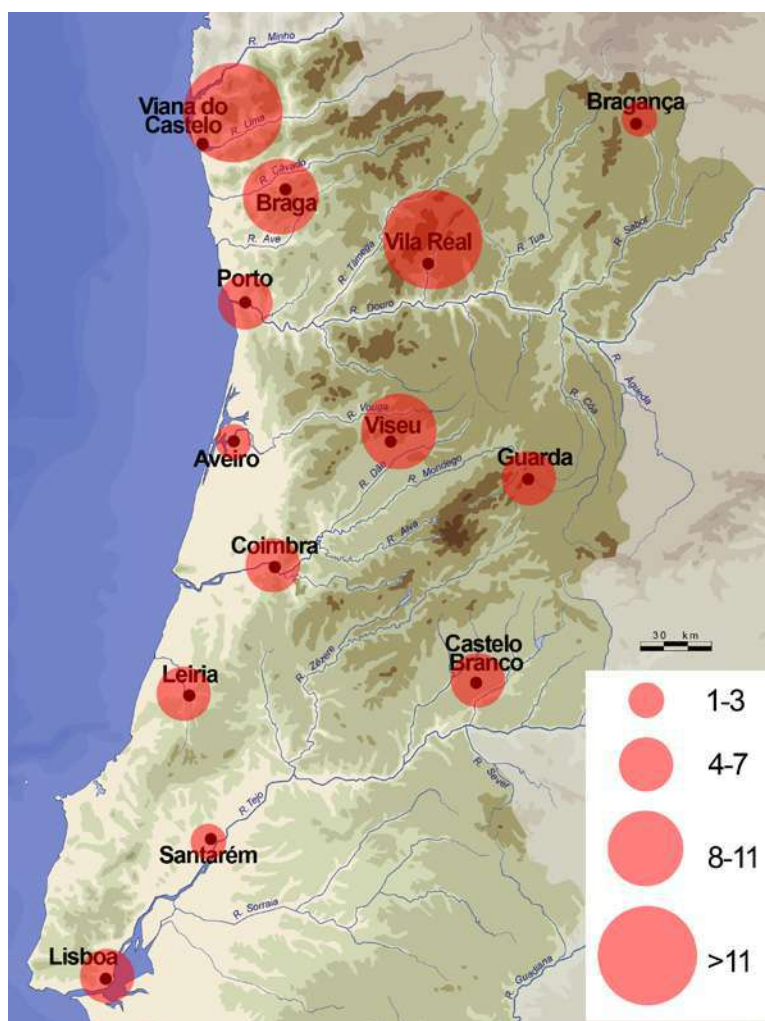 R. Minho
Viana do
Castelo
R. Lima
Bragança
R. Cávado
Braga
R. Ave
R. Tâmega
Vila Real
R. Tua
R. Sabor
Porto
R. Douro
R. Águeda
R. Côa
R. Vouga
Viseu
Aveiro
R. Dão
R. Mondego
Guarda
Coimbra
R. Alva
30 km
Castelo
Branco
R. Zêzere
Leiria
1-3
4-7
R. Sever
R. Tejo
Santarém
8-11
R. Sorraia
Lisboa
R. Guadiana
>11